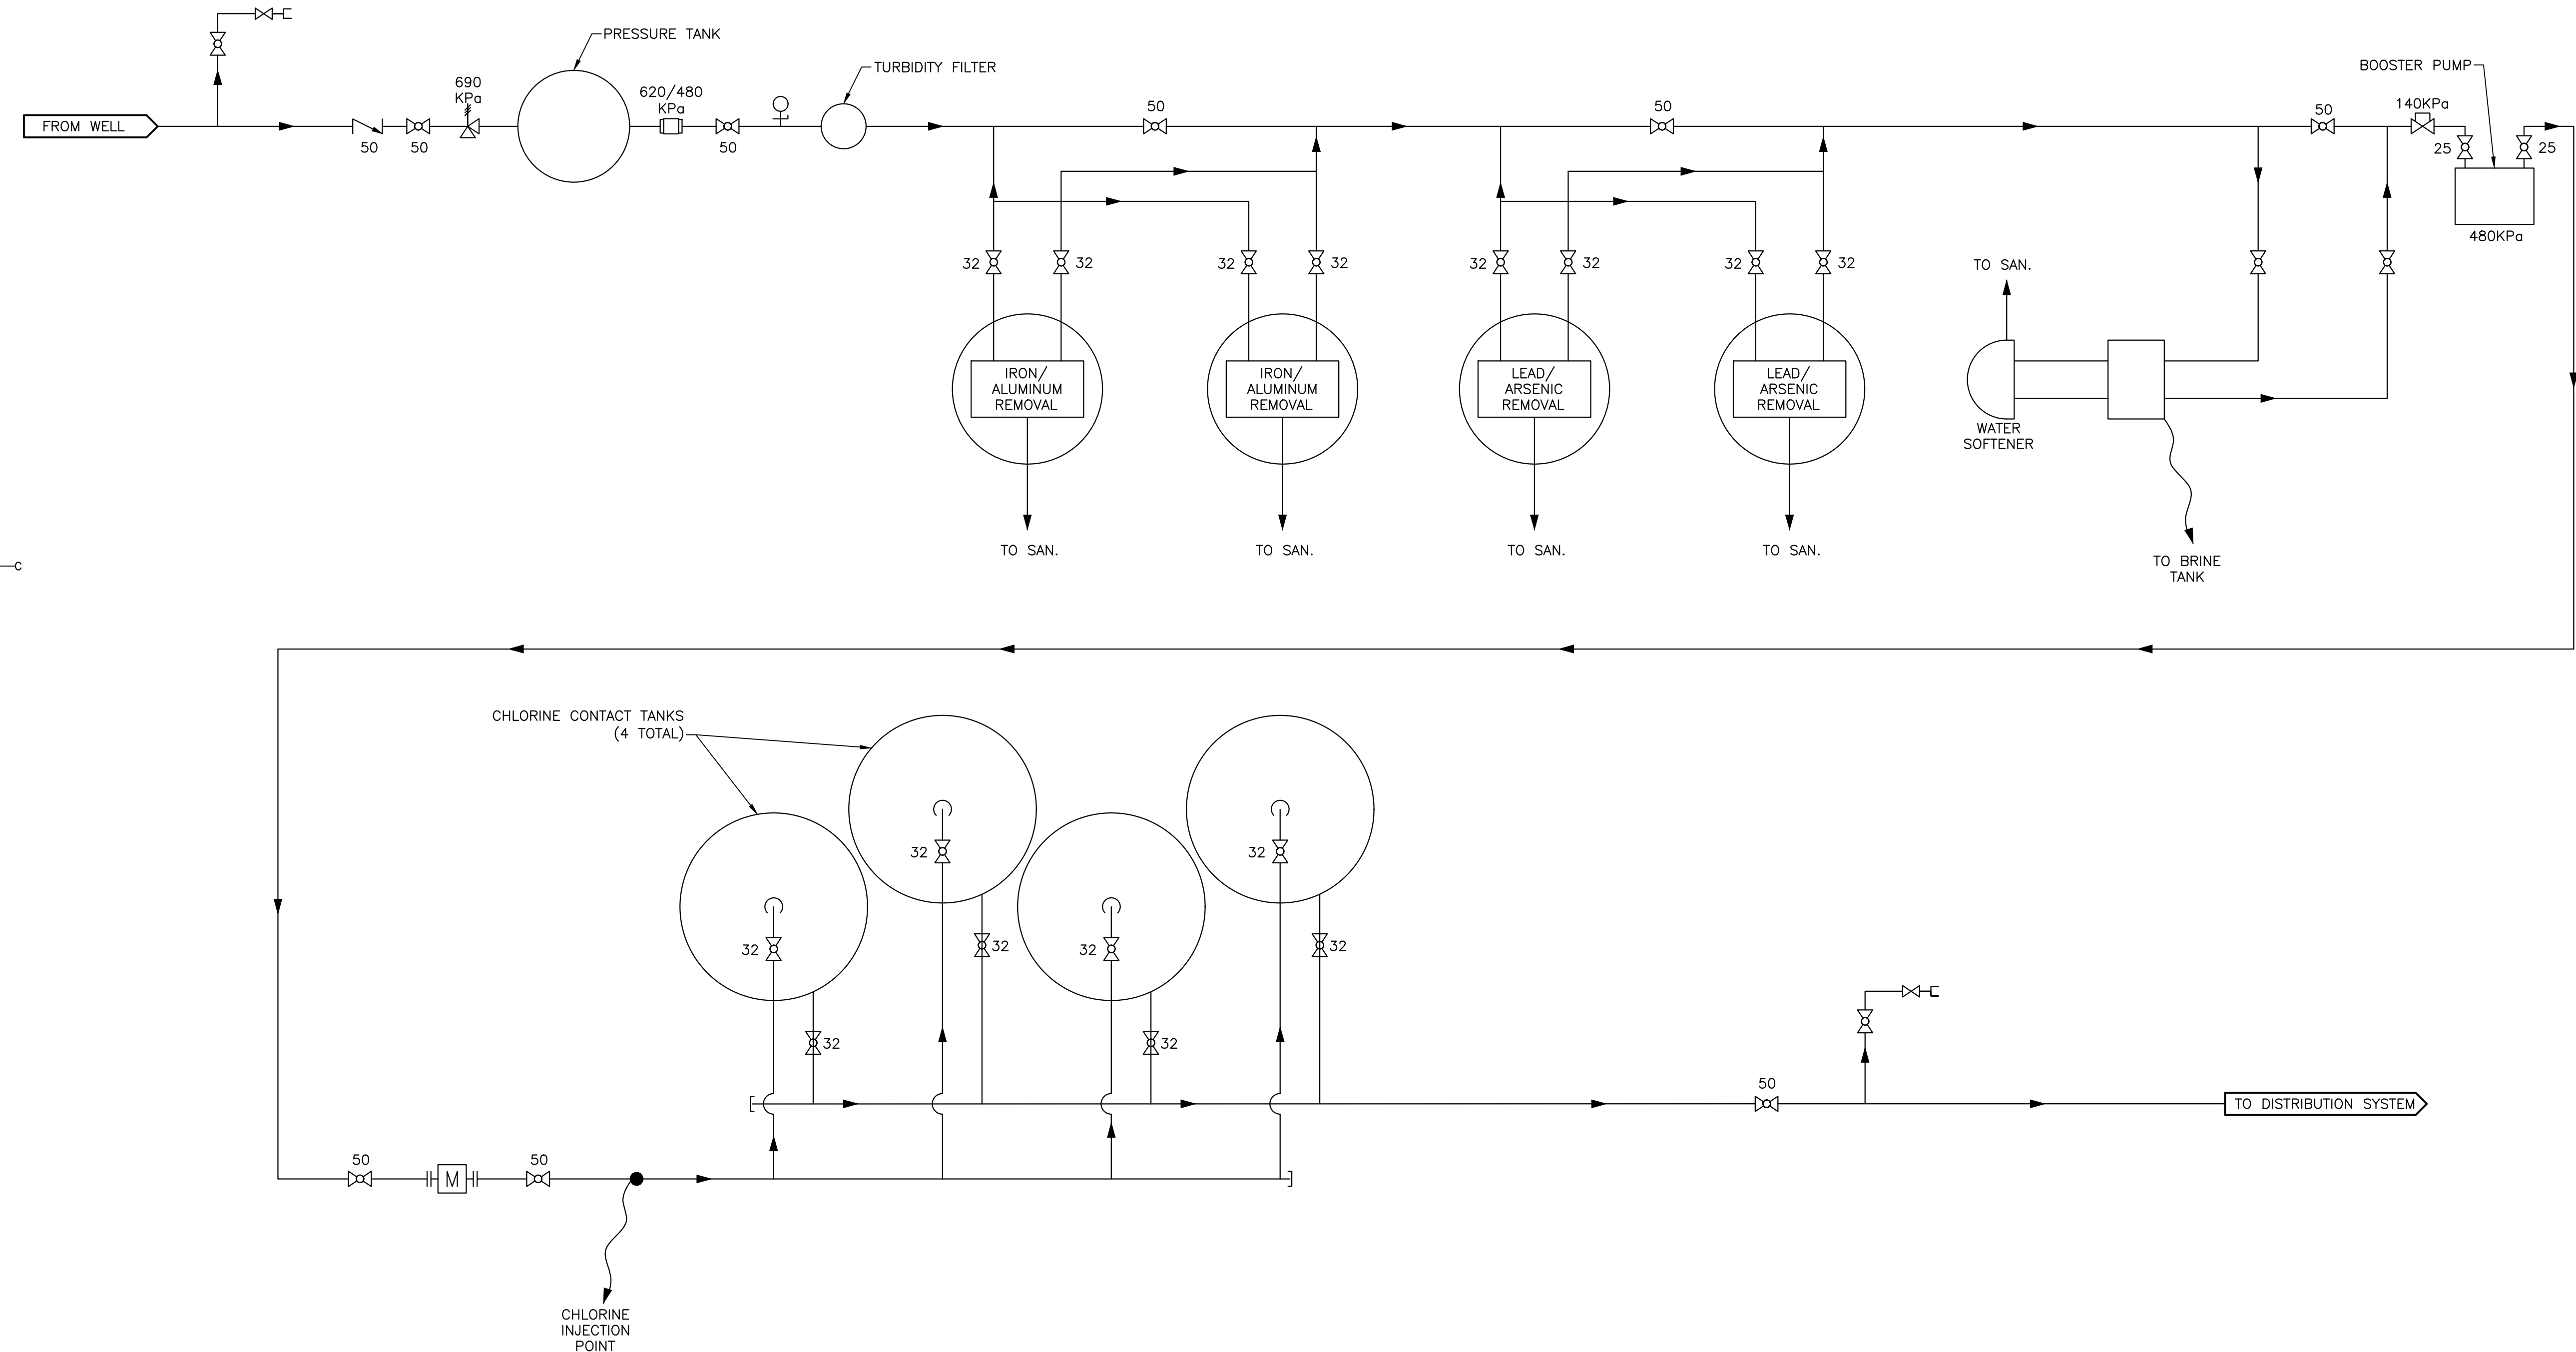 PRESSURE TANK
TURBIDITY FILTER
BOOSTER PUMP
690
KPa
620/480
KPa
50
50
50
140KPa
FROM WELL
50
50
50
25
25
480KPa
32
32
32
32
32
32
32
32
TO SAN.
IRON/
ALUMINUM
REMOVAL
IRON/
ALUMINUM
REMOVAL
LEAD/
ARSENIC
REMOVAL
LEAD/
ARSENIC
REMOVAL
WATER
SOFTENER
TO SAN.
TO SAN.
TO SAN.
TO SAN.
TO BRINE
TANK
C
CHLORINE CONTACT TANKS
(4 TOTAL)
32
32
32
32
32
32
32
32
50
TO DISTRIBUTION SYSTEM
50
M
50
CHLORINE
INJECTION
POINT